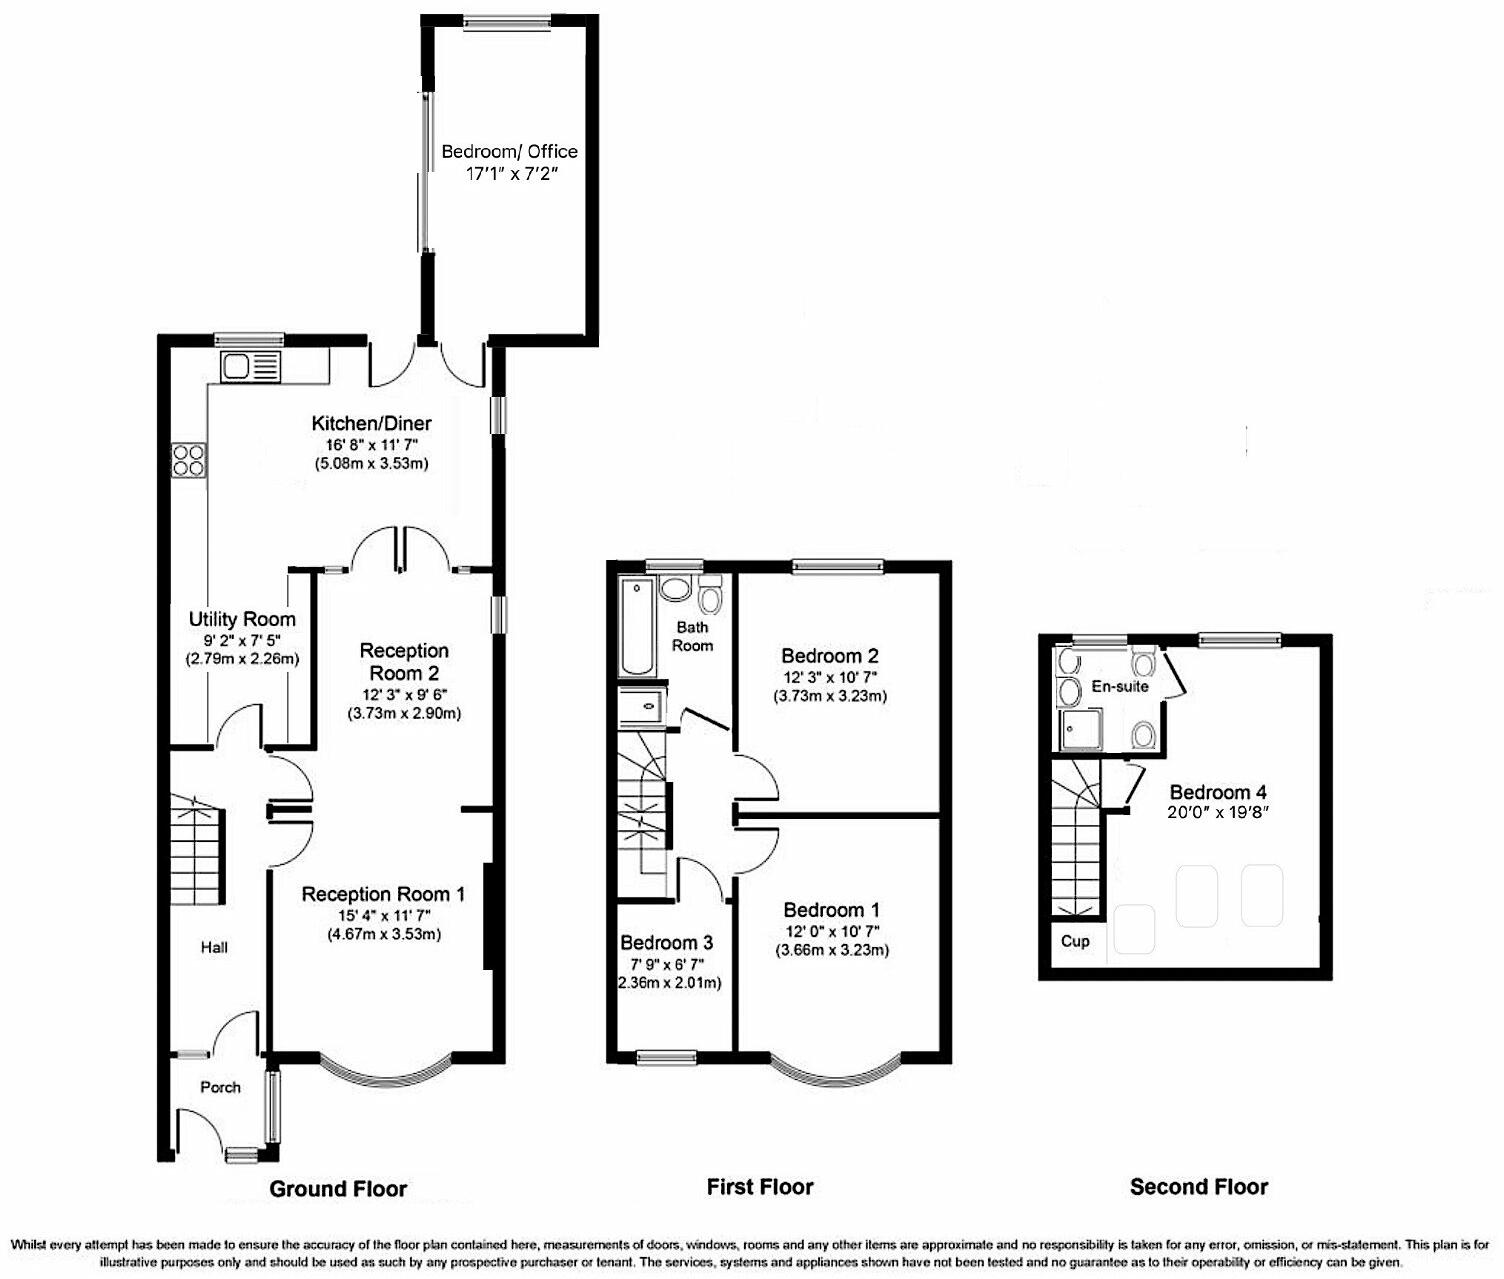 Bedroom/ Office
17'1" x 7'2"
Kitchen/Diner
16' 8" x 11' 7"
(5.08m x 3.53m)
Utility Room
9' 2" x 7' 5"
(2.79m x 2.26m)
Reception
Room 2
12' 3" x 9' 6"
(3.73m x 2.90m)
Reception Room 1
15' 4" x 11' 7"
(4.67m x 3.53m)
Hall
Porch
Ground Floor
Bath
Room
Bedroom 2
12' 3" x 10' 7"
(3.73m x 3.23m)
Bedroom 1
12' 0" x 10' 7"
(3.66m x 3.23m)
Bedroom 3
7' 9" x 6' 7"
2.36m x 2.01m)
First Floor
En-suite
Bedroom 4
20'0" x 19'8"
Cup
Second Floor
Whilst every attempt has been made to ensure the accuracy of the floor plan contained here, measurements of doors, windows, rooms and any other items are approximate and no responsibility is taken for any error, omission, or mis-statement. This plan is for
illustrative purposes only and should be used as such by any prospective purchaser or tenant. The services, systems and appliances shown have not been tested and no guarantee as to their operability or efficiency can be given.